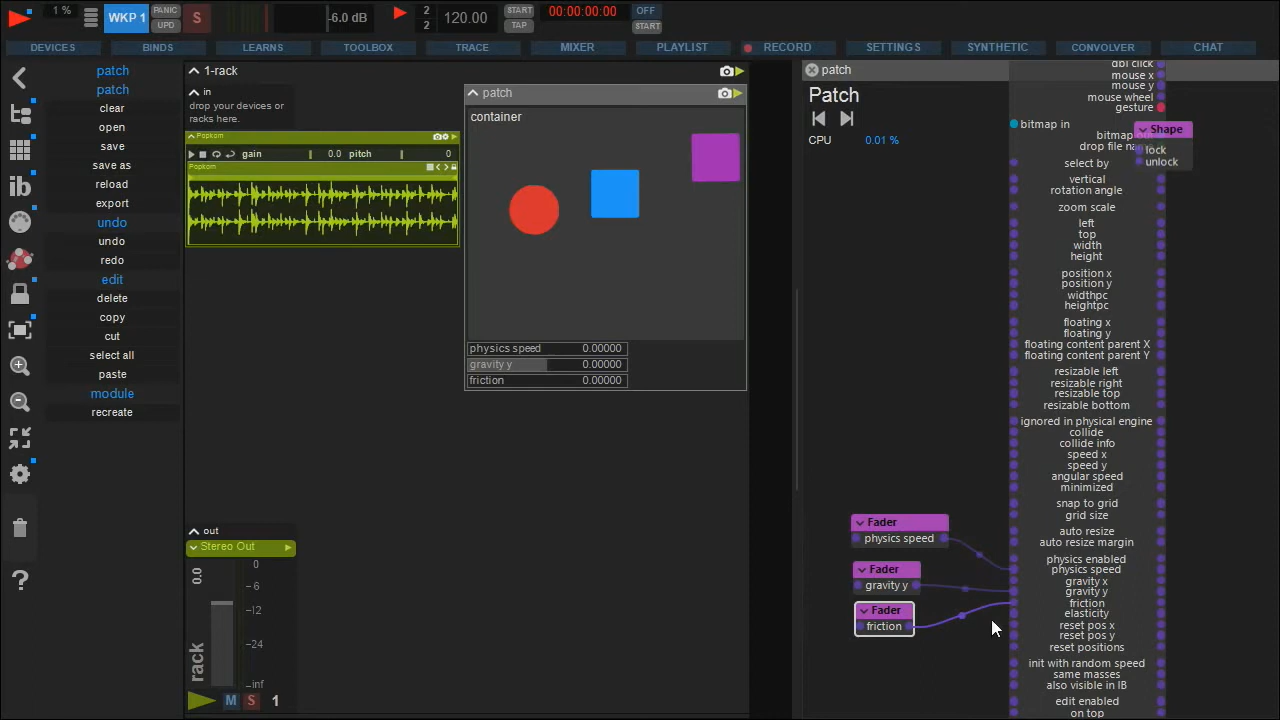 1 %
WKP 1
PANIC
UPD
S
-6.0 dB
2
2
120.00
START
TAP
00:00:00:00
OFF
START
DEVICES
BINDS
LEARNS
TOOLBOX
TRACE
MIXER
PLAYLIST
RECORD
SETTINGS
SYNTHETIC
CONVOLVER
CHAT
patch
patch
clear
open
save
save as
reload
export
undo
undo
redo
edit
delete
copy
cut
select all
paste
module
recreate
ib
?
1-rack
in
drop your devices or
racks here.
Popkom
gain
0.0
pitch
0
Popkom
patch
container
physics speed 0.00000
gravity y 0.00000
friction 0.00000
out
Stereo Out
0.0
rack
0
-6
-12
-24
-inf
M
S
1
patch
Patch
CPU
0.01 %
Fader
physics speed
Fader
gravity y
Fader
friction
dbl click
mouse x
mouse y
mouse wheel
gesture
bitmap in
drop file name
select by
vertical
rotation angle
zoom scale
left
top
width
height
position x
position y
widthpc
heightpc
floating x
floating y
floating content parent X
floating content parent Y
resizable left
resizable right
resizable top
resizable bottom
ignored in physical engine
collide
collide info
speed x
speed y
angular speed
minimized
snap to grid
grid size
auto resize
auto resize margin
physics enabled
physics speed
gravity x
gravity y
friction
elasticity
reset pos x
reset pos y
reset positions
init with random speed
same masses
also visible in IB
edit enabled
on top
Shape
lock
unlock